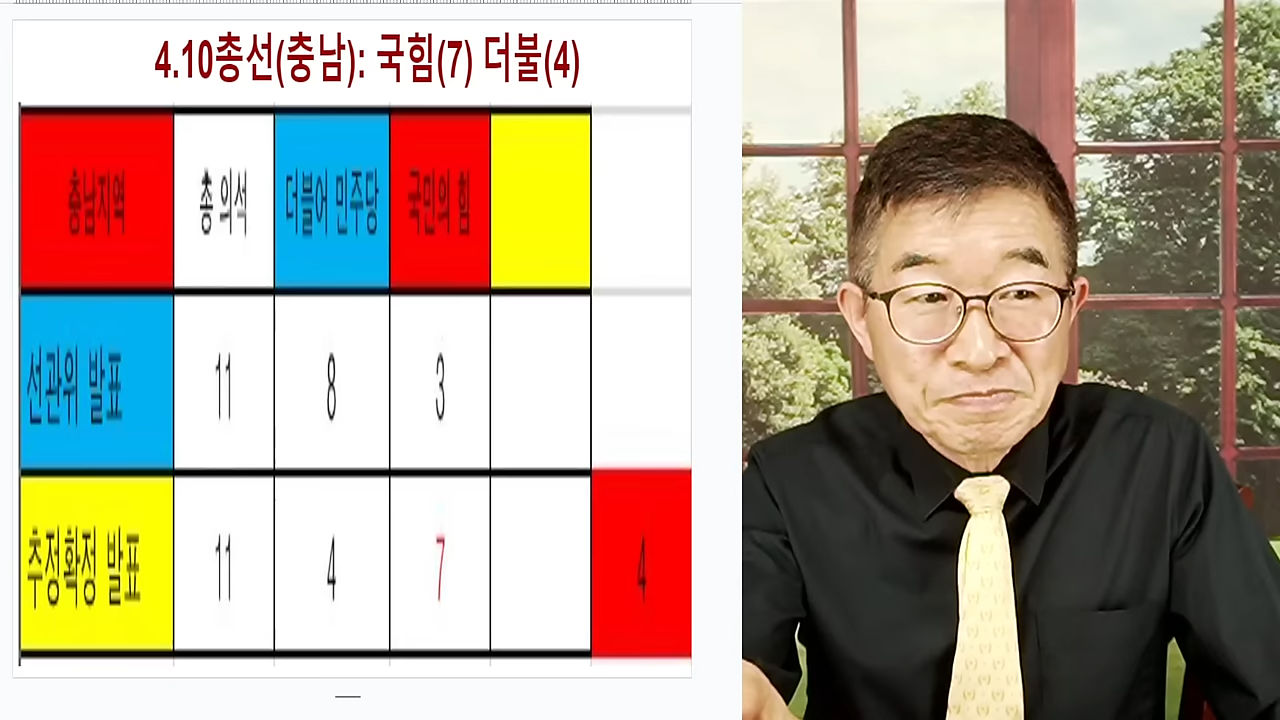 4.10총선(충남): 국힘(7) 더불(4)
충남지역 총 의석 더블어 민주당 국민의 힘
선관위 발표 11 8 3
추정확정 발표 11 4 7 4